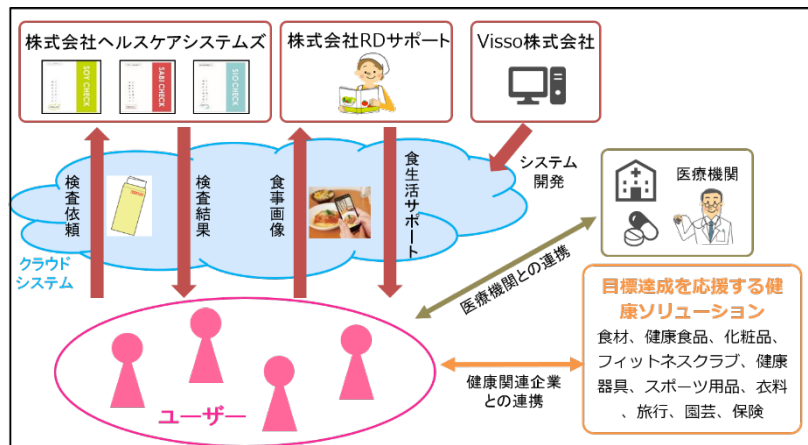 株式会社ヘルスケアシステムズ
株式会社RDサポート
Visso株式会社
SOY CHECK
SABI CHECK
SIO CHECK
検査依頼
検査結果
食事画像
食生活サポート
システム
開発
クラウド
システム
医療機関
医療機関との連携
目標達成を応援する健
康ソリューション
食材、健康食品、化粧品、
フィットネスクラブ、健康
器具、スポーツ用品、衣料
、旅行、園芸、保険
健康関連企業
との連携
ユーザー